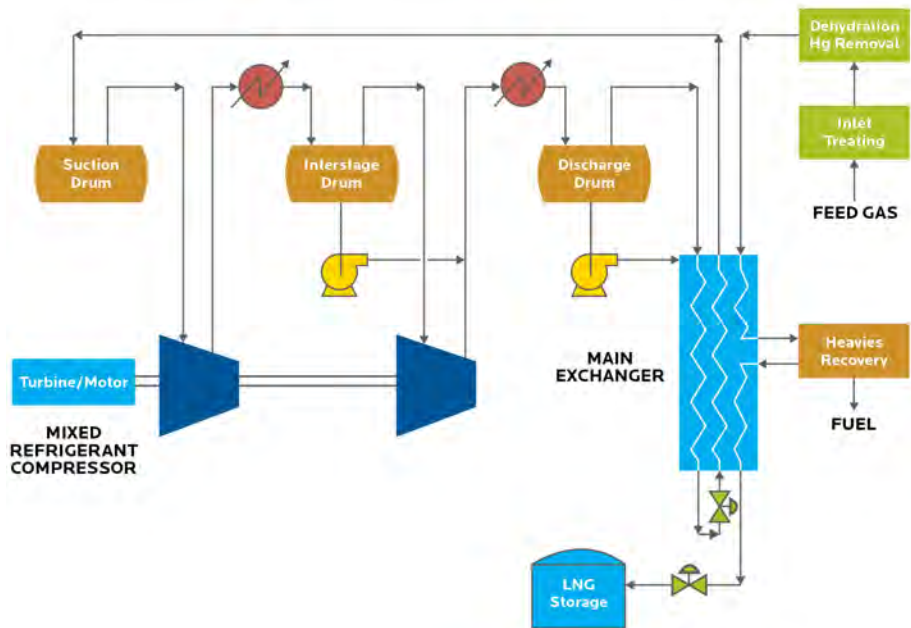 Dehydration
Hg Removal
Suction
Drum
Interstage
Drum
Discharge
Drum
Inlet
Treating
FEED GAS
Turbine/Motor
MIXED
REFRIGERANT
COMPRESSOR
MAIN
EXCHANGER
Heavies
Recovery
FUEL
LNG
Storage